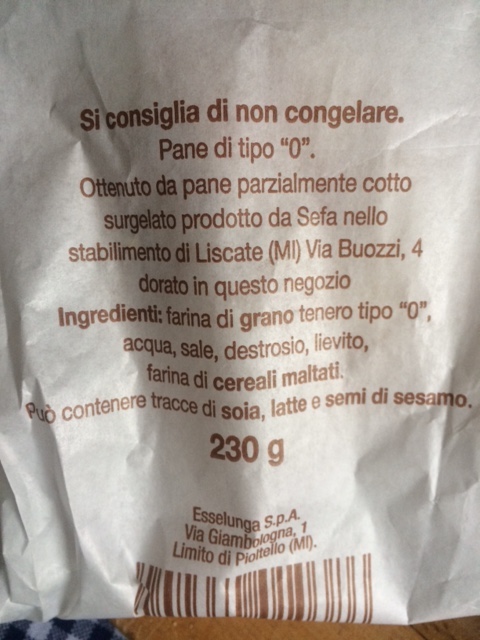 Si consiglia di non congelare.
Pane di tipo “0”.
Ottenuto da pane parzialmente cotto
surgelato prodotto da Sefa nello
stabilimento di Liscate (MI) Via Buozzi, 4
dorato in questo negozio
Ingredienti: farina di grano tenero tipo “0”,
acqua, sale, destrosio, lievito,
farina di cereali maltati.
Può contenere tracce di soia, latte e semi di sesamo.
230 g
Esselunga S.p.A.
Via Giambologna, 1
Limito di Pioltello (MI).